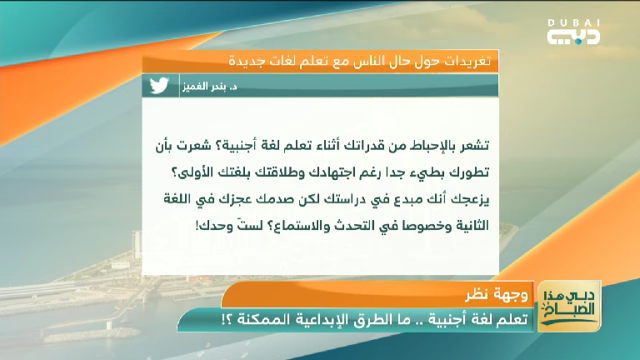 DUBAI
دبي
تغريدات حول حال الناس مع تعلم لغات جديدة
د. بندر الغميز
تشعر بالإحباط من قدراتك أثناء تعلم لغة أجنبية؟ شعرت بأن
تطورك بطيء جدا رغم اجتهادك وطلاقتك بلغتك الأولى؟
يزعجك أنك مبدع في دراستك لكن صدمك عجزك في اللغة
الثانية وخصوصا في التحدث والاستماع؟ لستَ وحدك!
وجهة نظر
تعلم لغة أجنبية .. ما الطرق الإبداعية الممكنة ؟!
دبي هذا
الصباح